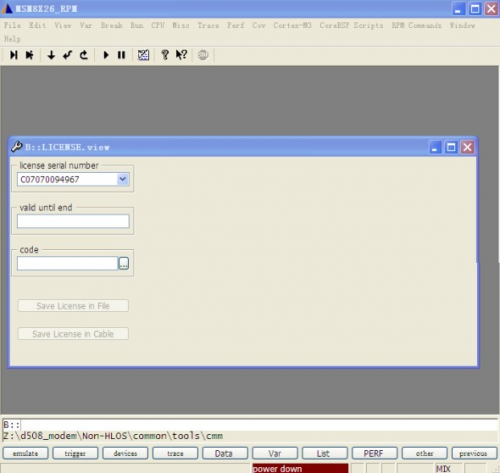 MSM8X26_RPM
File Edit View Var Break Run CPU Misc Trace Perf Cov Cortex-M3 CoreRSP Scripts RPM Commands Window
Help
B::LICENSE.view
license serial number
C07070094967
valid until end
code
...
Save License in File
Save License in Cable
B::
Z:\d508_modem\Non-HLOS\common\tools\cmm
emulate trigger devices trace Data Var List PERF other previous
power down MIX